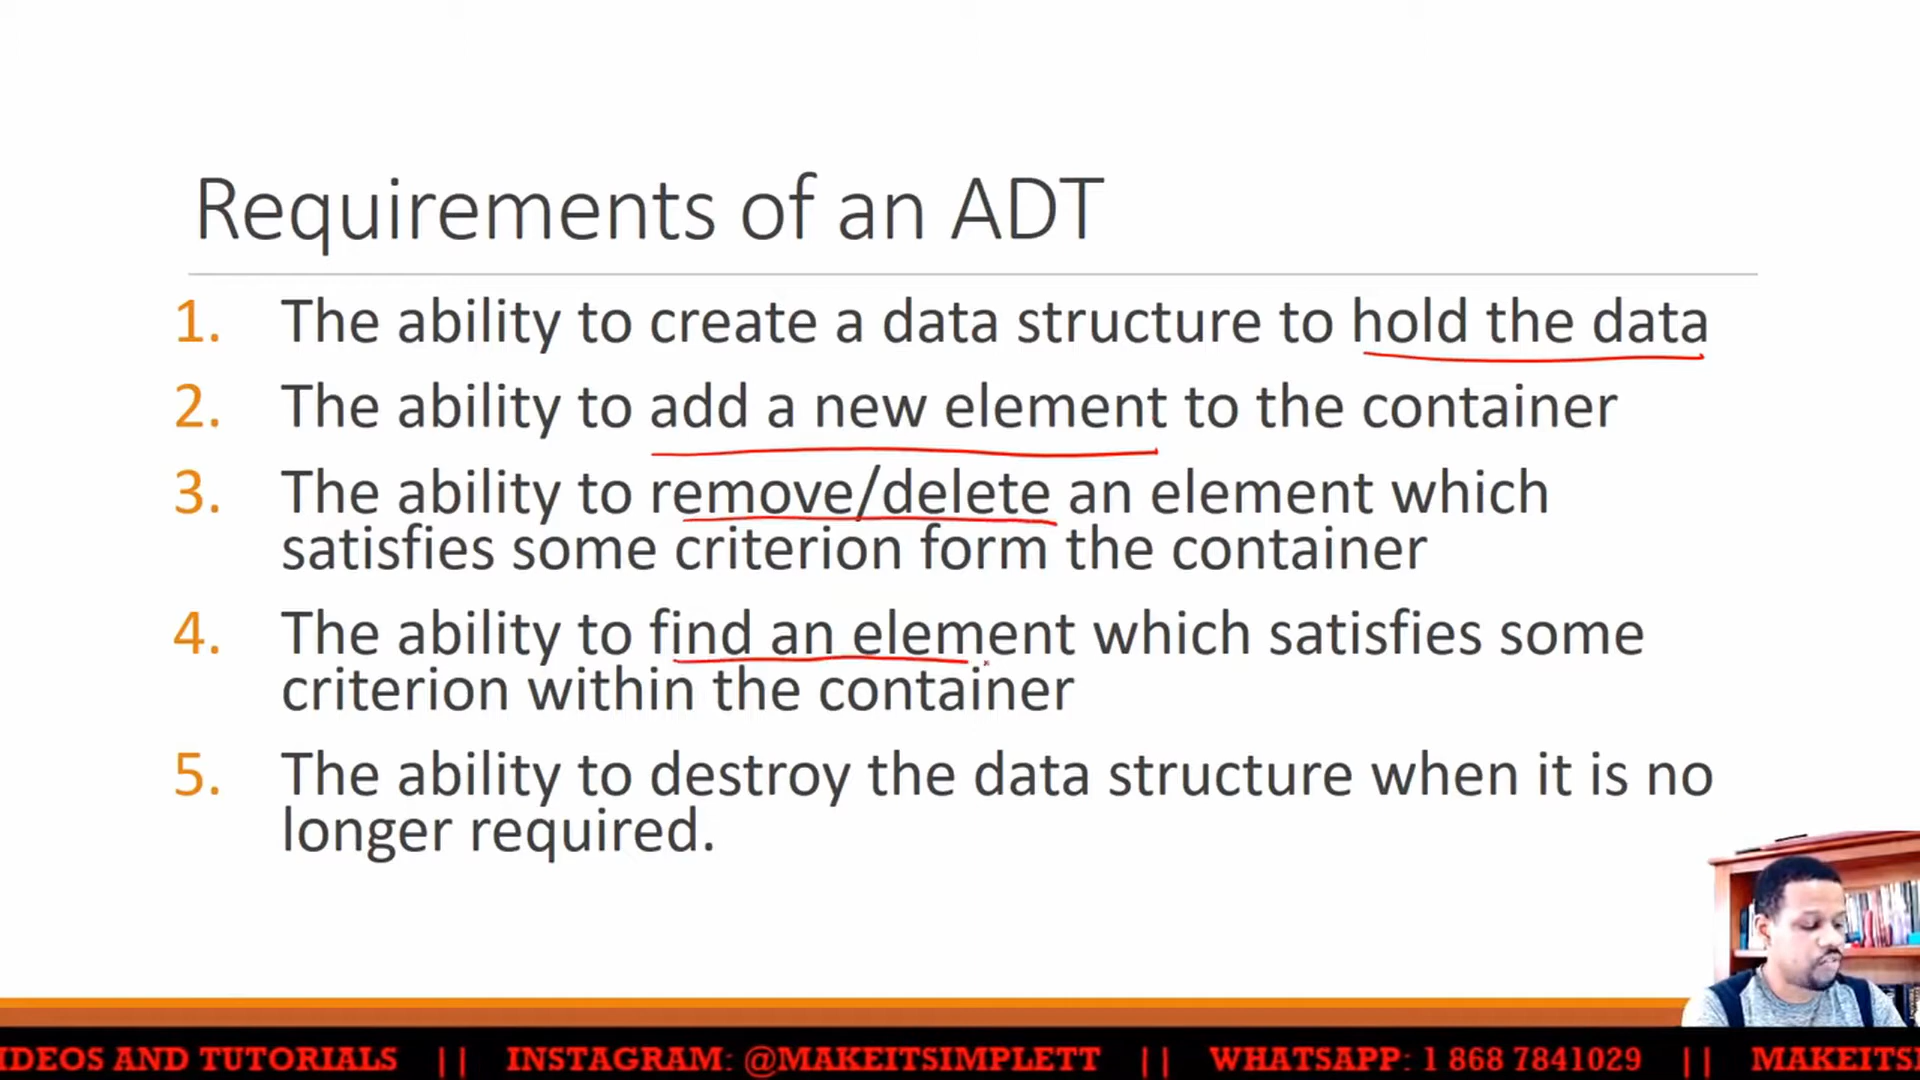 Requirements of an ADT
1. The ability to create a data structure to hold the data
2. The ability to add a new element to the container
3. The ability to remove/delete an element which
satisfies some criterion form the container
4. The ability to find an element which satisfies some
criterion within the container
5. The ability to destroy the data structure when it is no
longer required.
IDEOS AND TUTORIALS || INSTAGRAM: @MAKEITSIMPLETT || WHATSAPP: 1 868 7841029 || MAKEITS